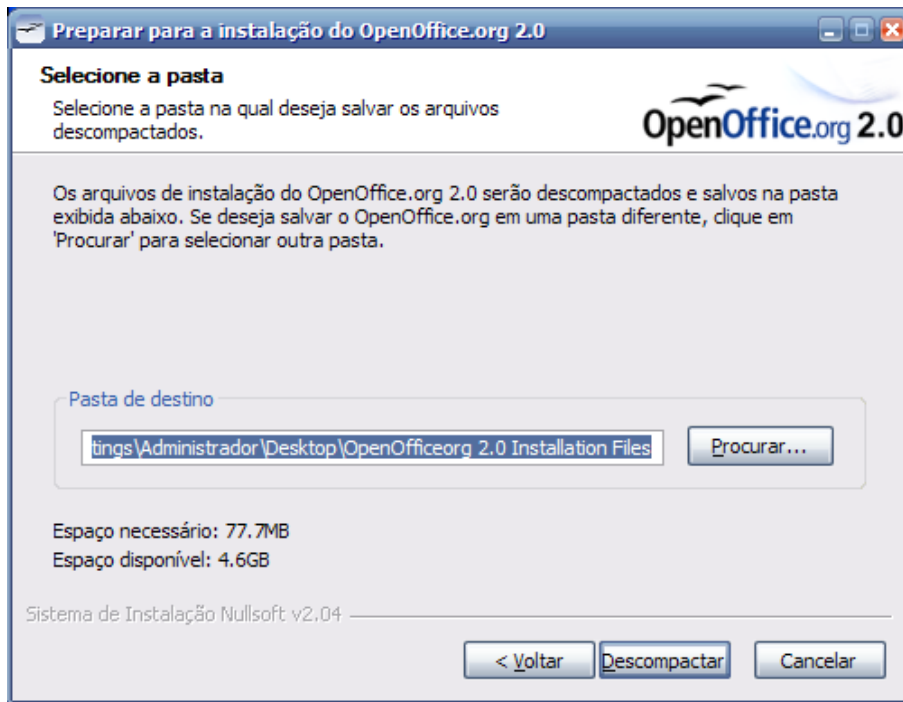 Preparar para a instalação do OpenOffice.org 2.0
Selecione a pasta
Selecione a pasta na qual deseja salvar os arquivos
descompactados.
OpenOffice.org 2.0
Os arquivos de instalação do OpenOffice.org 2.0 serão descompactados e salvos na pasta
exibida abaixo. Se deseja salvar o OpenOffice.org em uma pasta diferente, clique em
'Procurar' para selecionar outra pasta.
Pasta de destino
tings\Administrador\Desktop\OpenOfficeorg 2.0 Installation Files
Procurar...
Espaço necessário: 77.7MB
Espaço disponível: 4.6GB
Sistema de Instalação Nullsoft v2.04
< Voltar
Descompactar
Cancelar